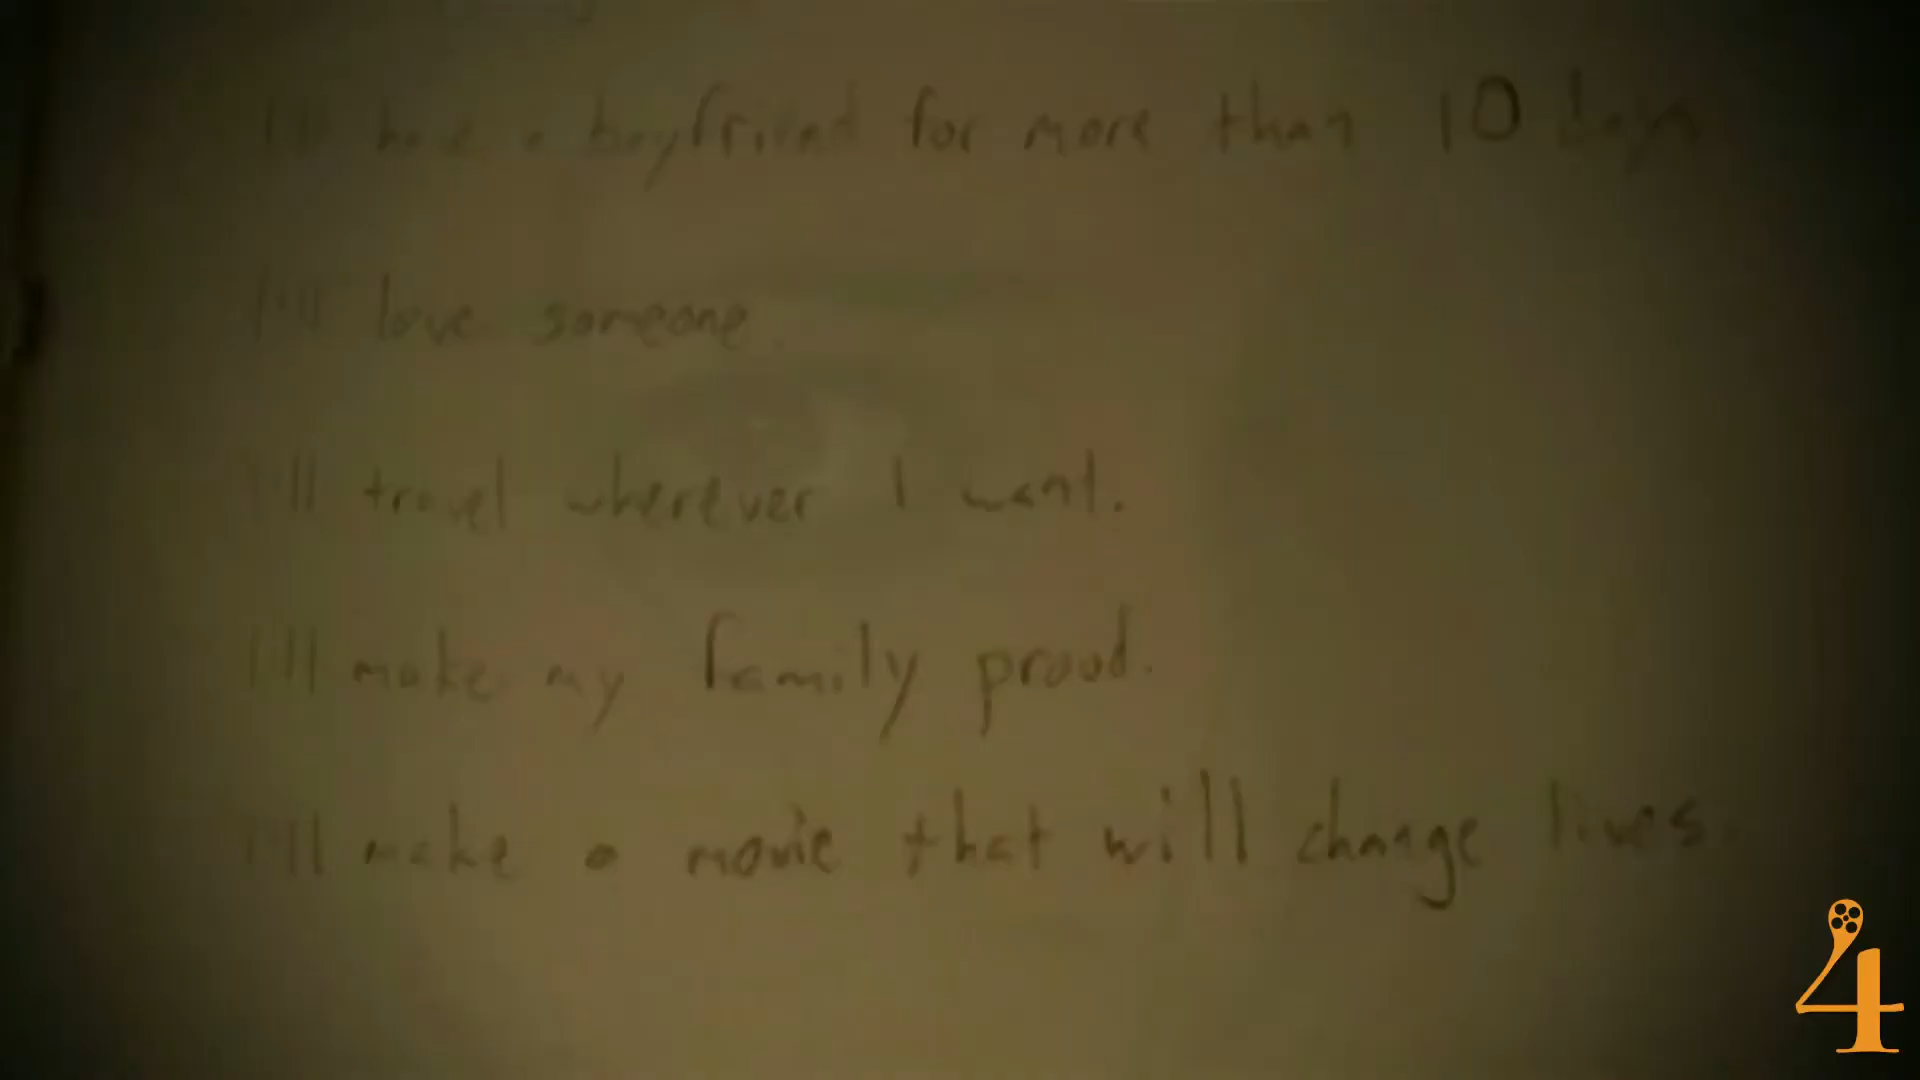 I'll have a boyfriend for more than 10 days
I'll love someone.
I'll travel wherever I want.
I'll make my family proud.
I'll make a movie that will change lives
4